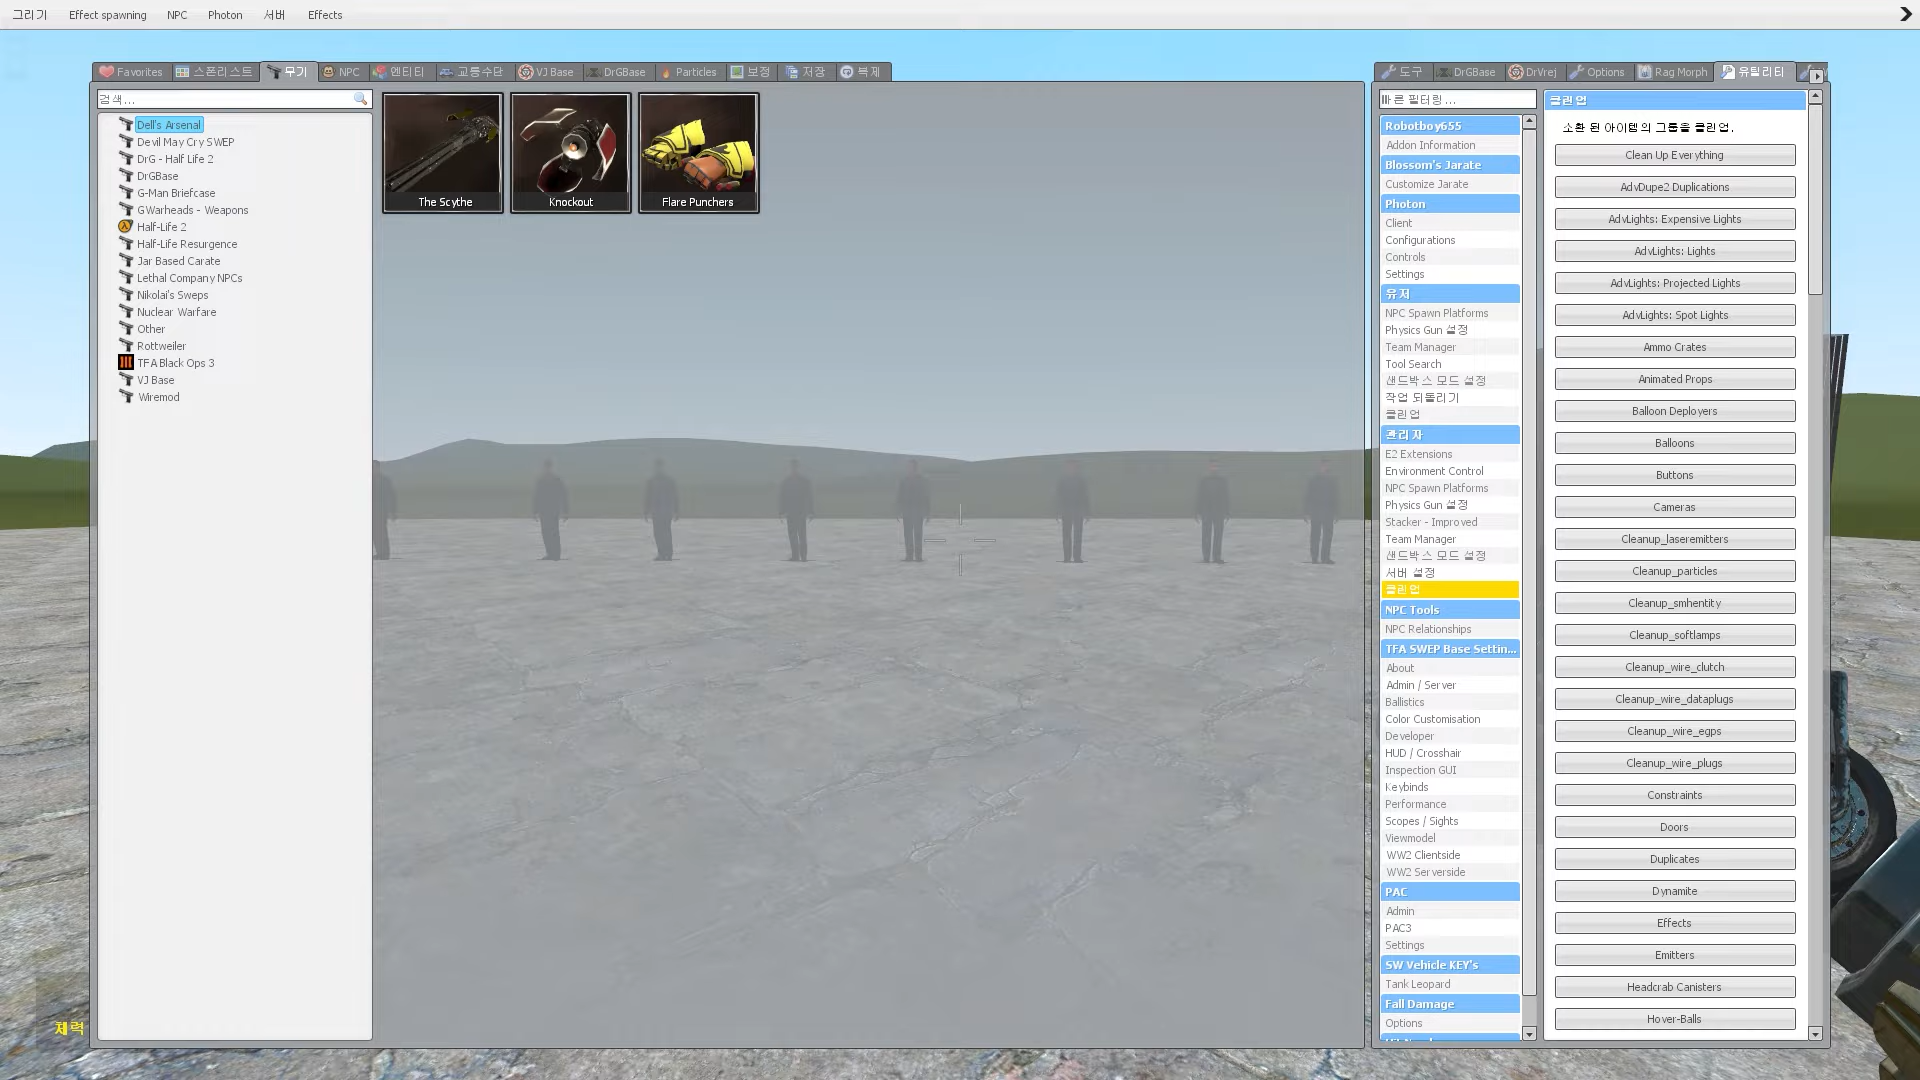 그리기 Effect spawning NPC Photon 서버 Effects
Favorites 스폰리스트 무기 NPC 엔티티 교통수단 VJ Base DrGBase Particles 보정 저장 복제
검색...
Dell's Arsenal
Devil May Cry SWEP
DrG - Half Life 2
DrGBase
G-Man Briefcase
GWarheads - Weapons
Half-Life 2
Half-Life Resurgence
Jar Based Carate
Lethal Company NPCs
Nikolai's Sweps
Nuclear Warfare
Other
Rottweiler
TFA Black Ops 3
VJ Base
Wiremod
The Scythe
Knockout
Flare Punchers
체력
도구 DrGBase DrVrej Options Rag Morph 유틸리티
빠른 필터링...
Robotboy655
Addon Information
Blossom's Jarate
Customize Jarate
Photon
Client
Configurations
Controls
Settings
유저
NPC Spawn Platforms
Physics Gun 설정
Team Manager
Tool Search
샌드박스 모드 설정
작업 되돌리기
클린업
관리자
E2 Extensions
Environment Control
NPC Spawn Platforms
Physics Gun 설정
Stacker - Improved
Team Manager
샌드박스 모드 설정
서버 설정
클린업
NPC Tools
NPC Relationships
TFA SWEP Base Settin...
About
Admin / Server
Ballistics
Color Customisation
Developer
HUD / Crosshair
Inspection GUI
Keybinds
Performance
Scopes / Sights
Viewmodel
WW2 Clientside
WW2 Serverside
PAC
Admin
PAC3
Settings
SW Vehicle KEY's
Tank Leopard
Fall Damage
Options
클린업
소환 된 아이템의 그룹을 클린업.
Clean Up Everything
AdvDupe2 Duplications
AdvLights: Expensive Lights
AdvLights: Lights
AdvLights: Projected Lights
AdvLights: Spot Lights
Ammo Crates
Animated Props
Balloon Deployers
Balloons
Buttons
Cameras
Cleanup_laseremitters
Cleanup_particles
Cleanup_smhentity
Cleanup_softlamps
Cleanup_wire_clutch
Cleanup_wire_dataplugs
Cleanup_wire_egps
Cleanup_wire_plugs
Constraints
Doors
Duplicates
Dynamite
Effects
Emitters
Headcrab Canisters
Hover-Balls